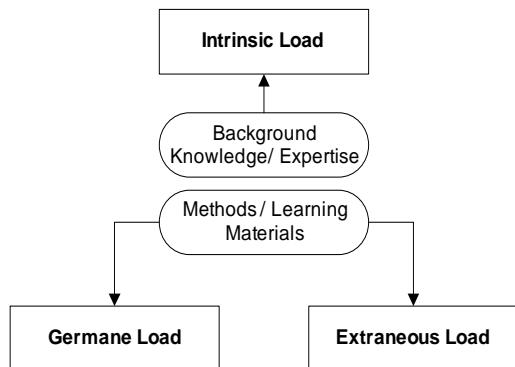 Intrinsic Load
Background
Knowledge/ Expertise
Methods / Learning
Materials
Germane Load
Extraneous Load